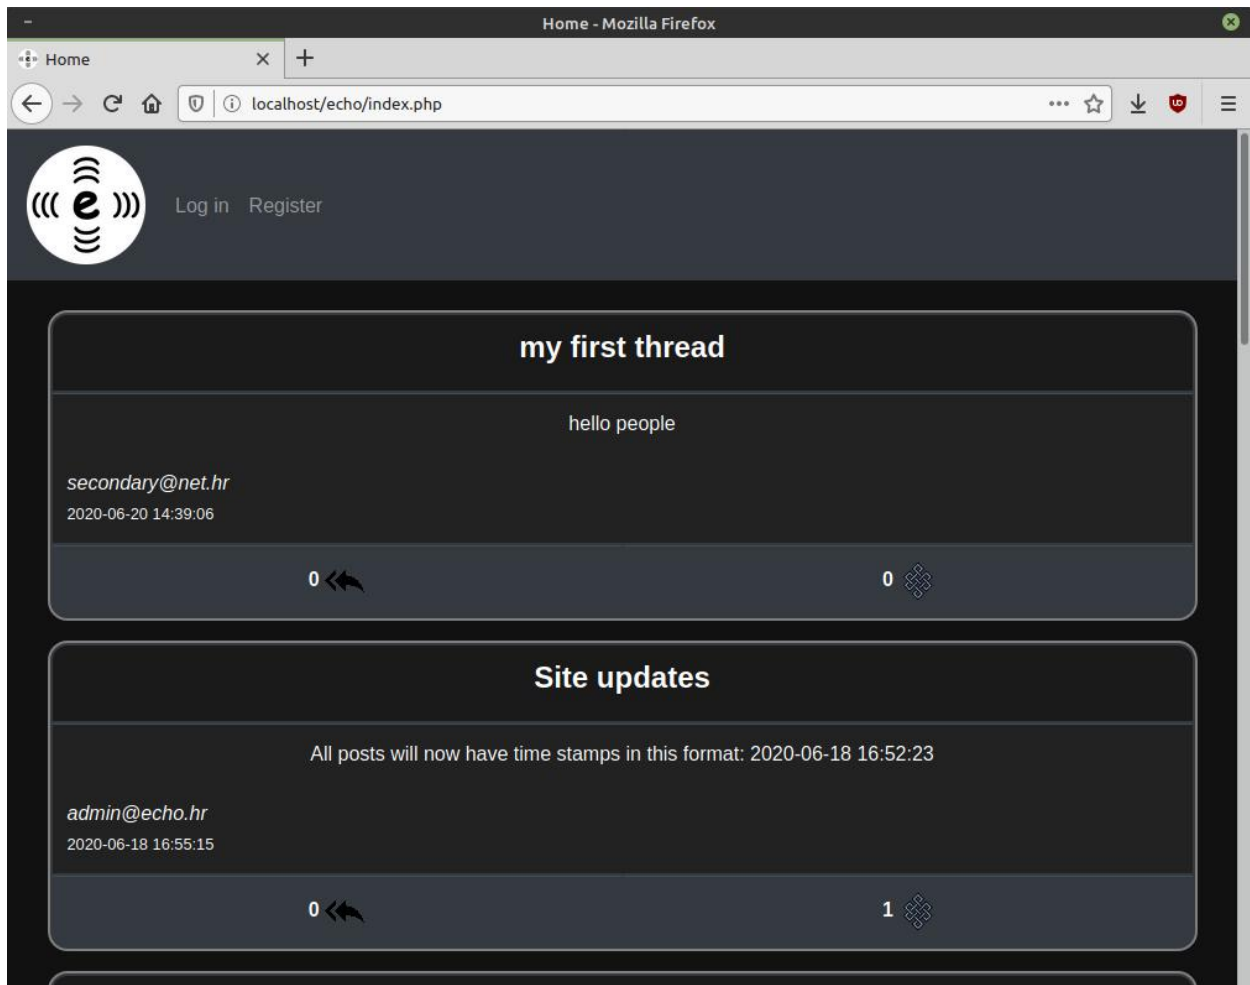 Home - Mozilla Firefox
Home
localhost/echo/index.php
((( e )))
Log in Register
my first thread
hello people
secondary@net.hr
2020-06-20 14:39:06
0 0
Site updates
All posts will now have time stamps in this format: 2020-06-18 16:52:23
admin@echo.hr
2020-06-18 16:55:15
0 1